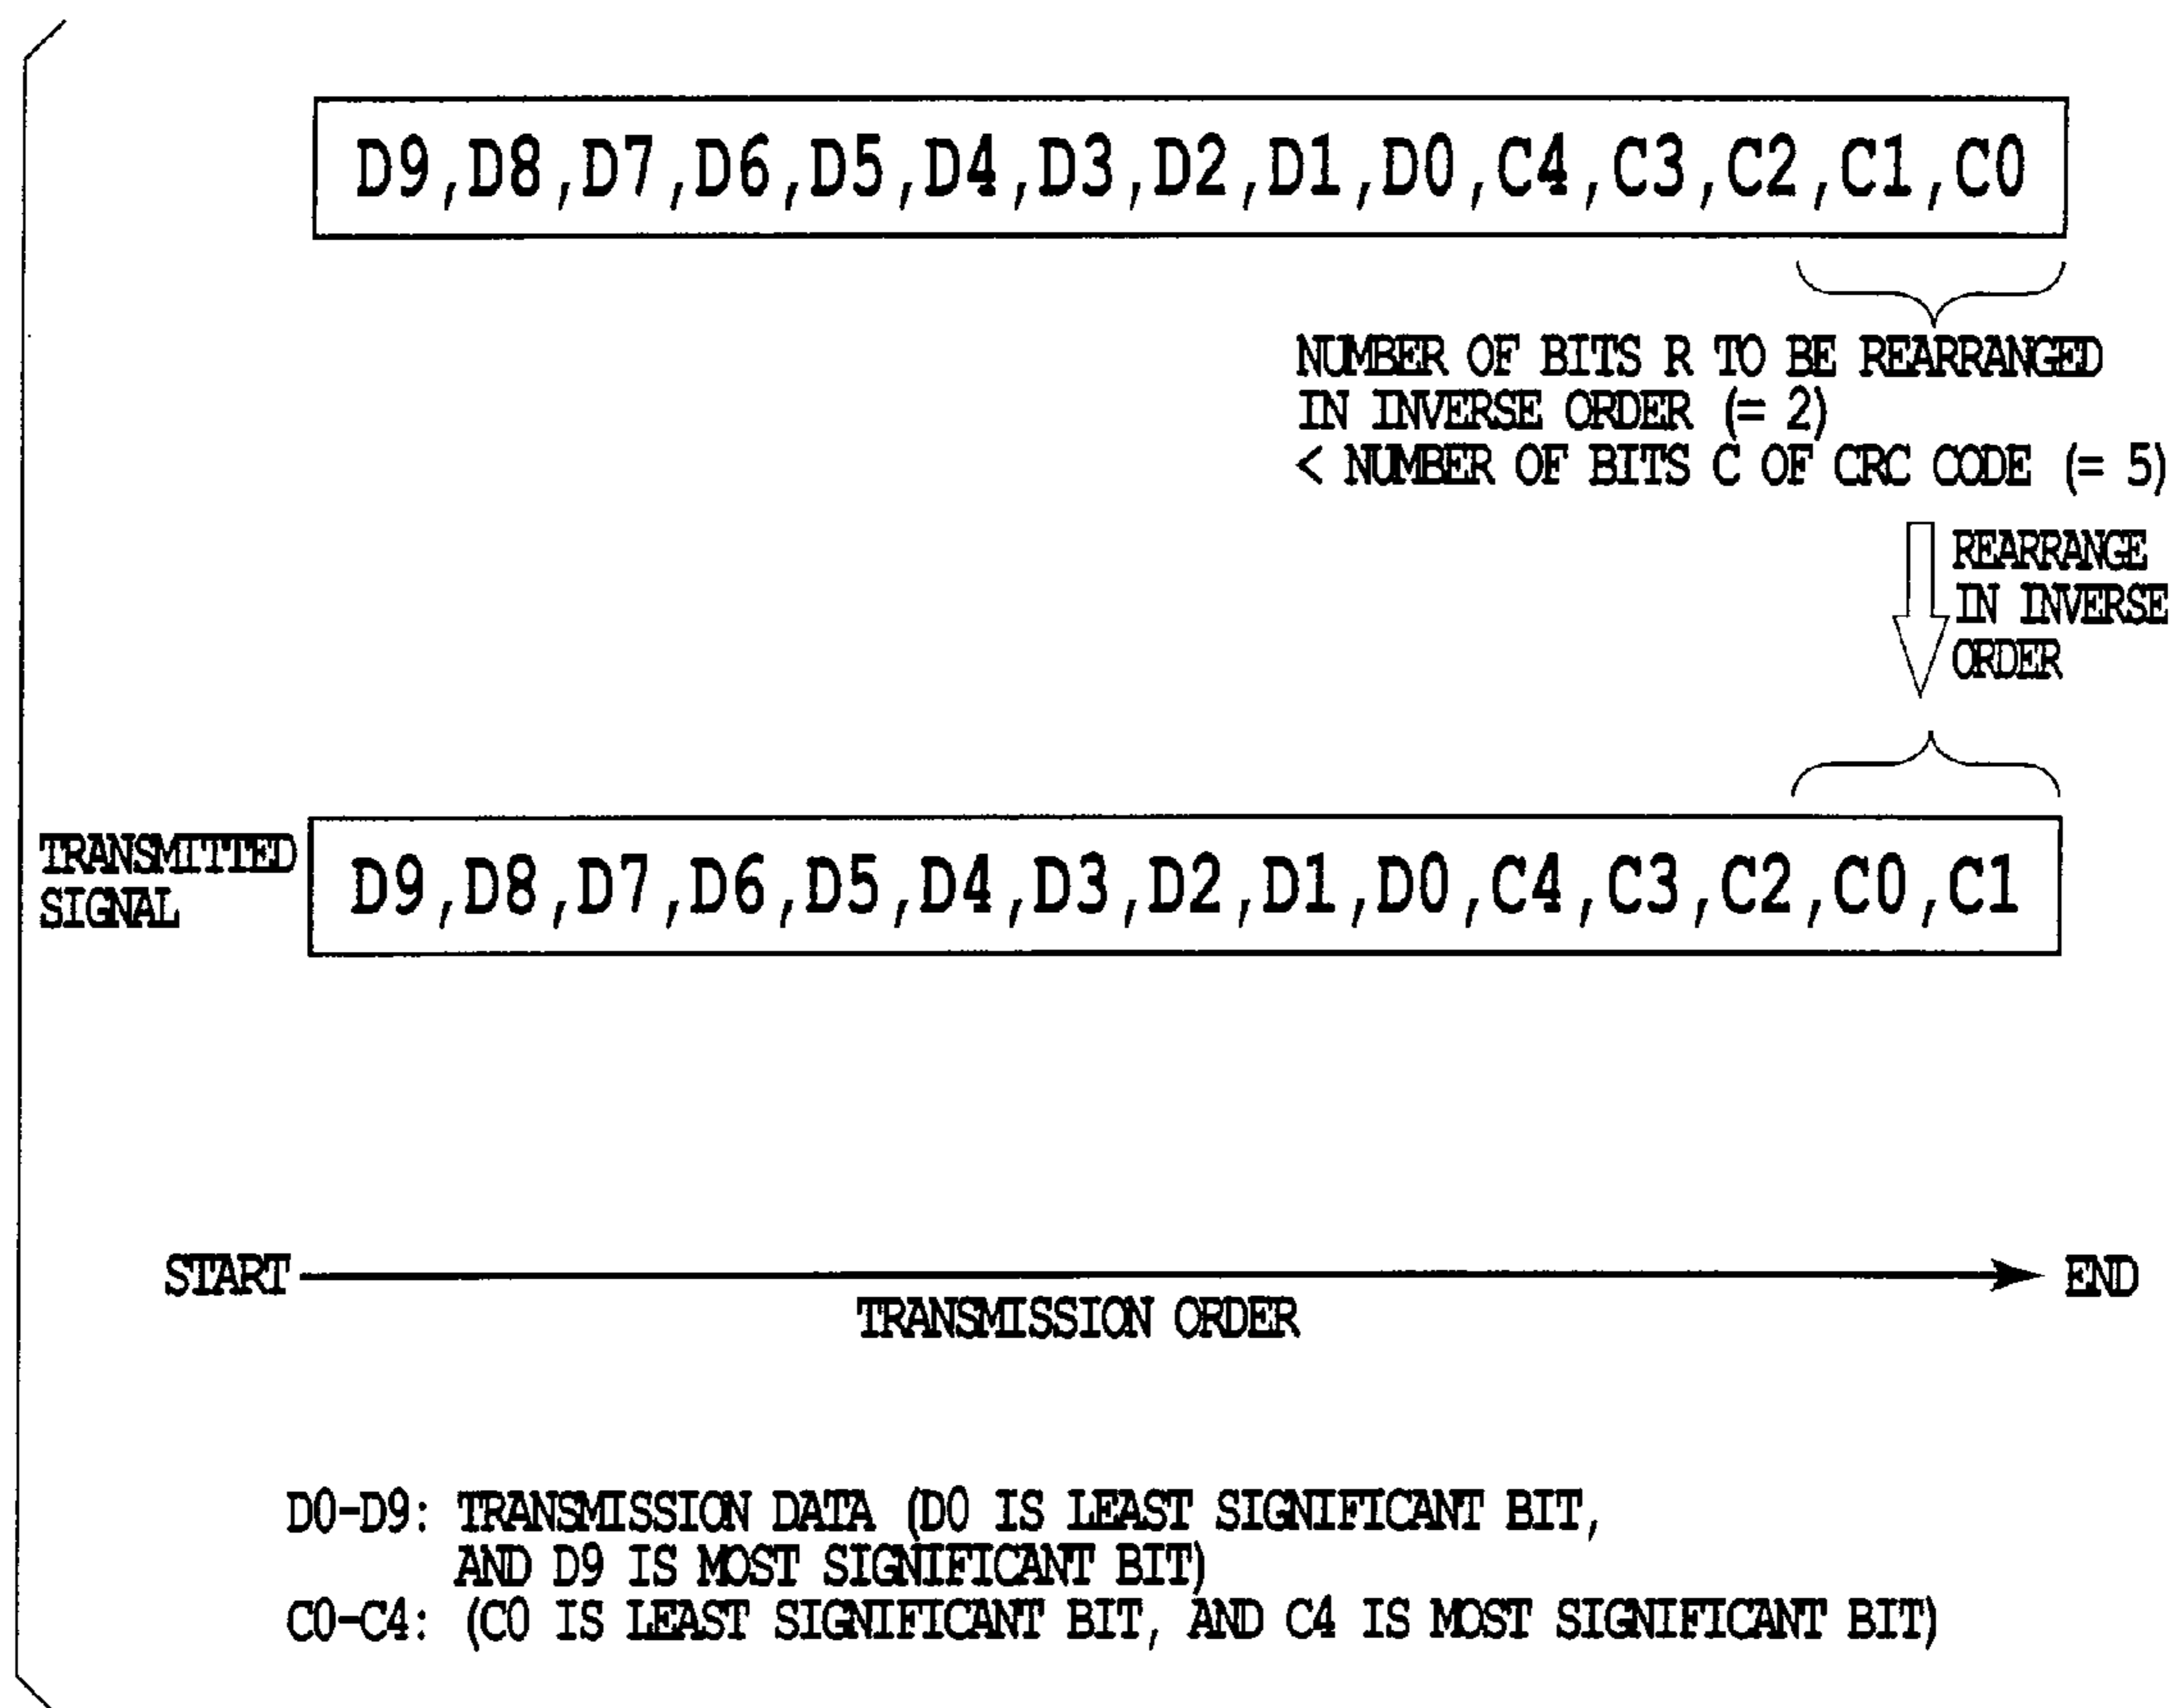 D9,D8,D7,D6,D5,D4,D3,D2,D1,D0,C4,C3,C2,C1,C0
NUMBER OF BITS R TO BE REARRANGED
IN INVERSE ORDER (= 2)
< NUMBER OF BITS C OF CRC CODE (= 5)
REARRANGE
IN INVERSE
ORDER
TRANSMITTED
SIGNAL
D9,D8,D7,D6,D5,D4,D3,D2,D1,D0,C4,C3,C2,C0,C1
START
END
TRANSMISSION ORDER
D0-D9: TRANSMISSION DATA (D0 IS LEAST SIGNIFICANT BIT,
AND D9 IS MOST SIGNIFICANT BIT)
C0-C4: (C0 IS LEAST SIGNIFICANT BIT, AND C4 IS MOST SIGNIFICANT BIT)